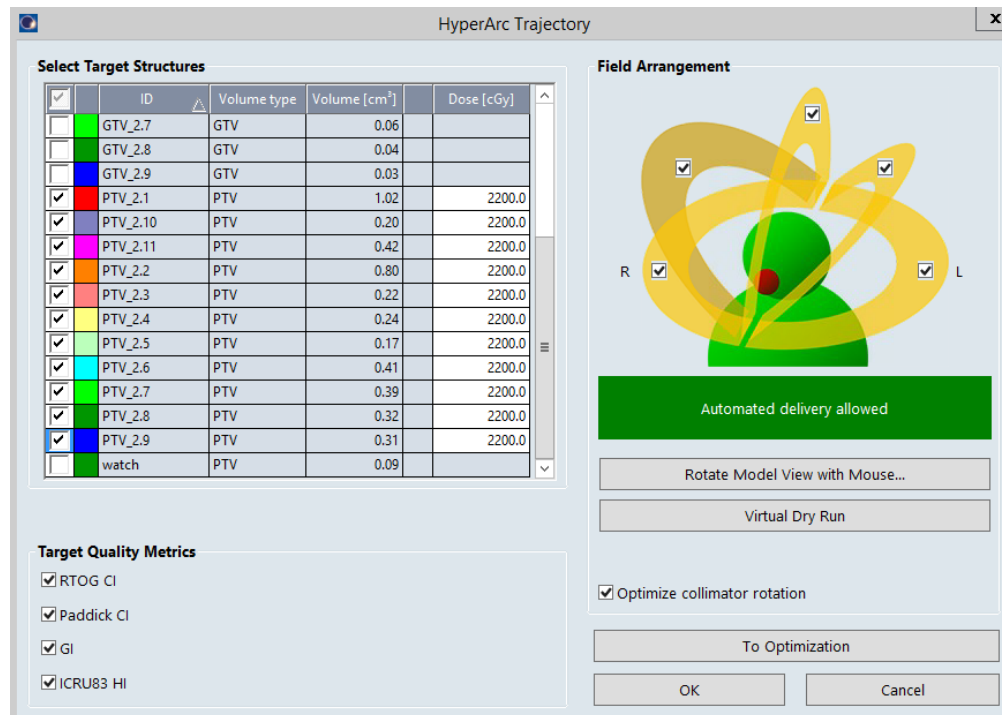 HyperArc Trajectory
x
Select Target Structures
ID Volume type Volume [cm³] Dose [cGy]
GTV_2.7 GTV 0.06
GTV_2.8 GTV 0.04
GTV_2.9 GTV 0.03
PTV_2.1 PTV 1.02 2200.0
PTV_2.10 PTV 0.20 2200.0
PTV_2.11 PTV 0.42 2200.0
PTV_2.2 PTV 0.80 2200.0
PTV_2.3 PTV 0.22 2200.0
PTV_2.4 PTV 0.24 2200.0
PTV_2.5 PTV 0.17 2200.0
PTV_2.6 PTV 0.41 2200.0
PTV_2.7 PTV 0.39 2200.0
PTV_2.8 PTV 0.32 2200.0
PTV_2.9 PTV 0.31 2200.0
watch PTV 0.09
Target Quality Metrics
RTOG CI
Paddick CI
GI
ICRU83 HI
Field Arrangement
R L
Automated delivery allowed
Rotate Model View with Mouse...
Virtual Dry Run
Optimize collimator rotation
To Optimization
OK Cancel